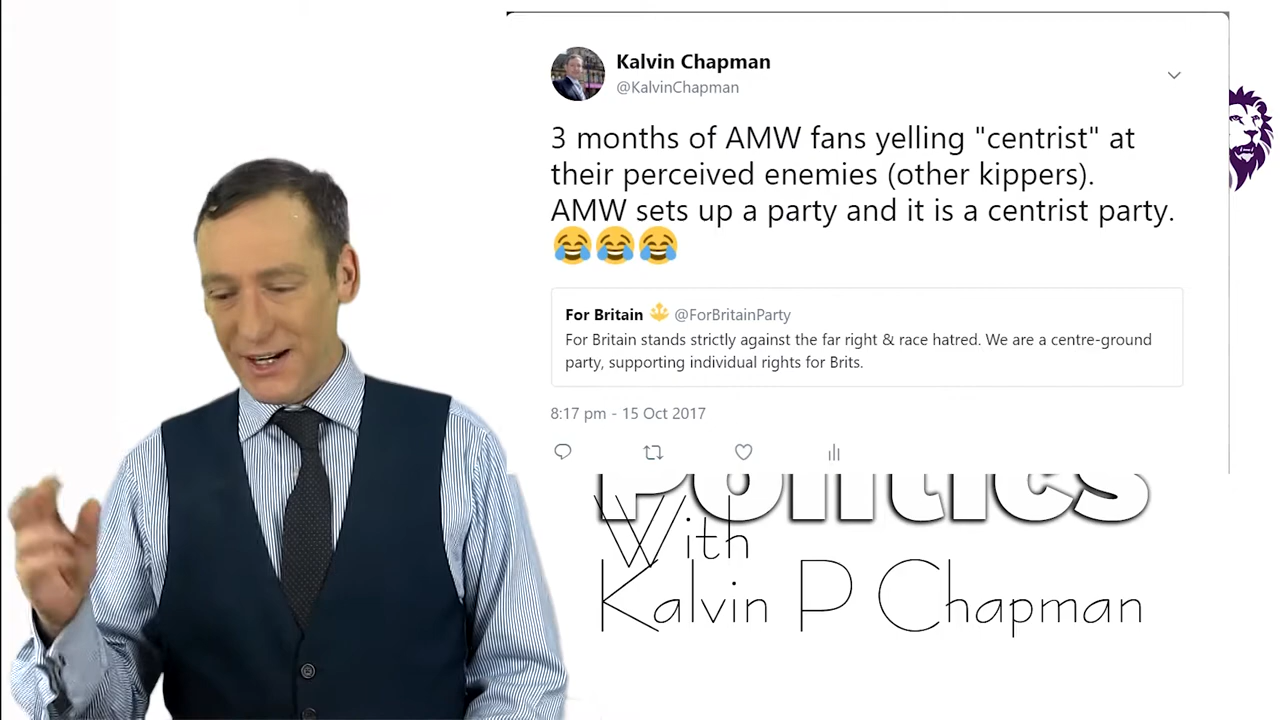 Kalvin Chapman
@KalvinChapman
3 months of AMW fans yelling "centrist" at
their perceived enemies (other kippers).
AMW sets up a party and it is a centrist party.
😂😂😂
For Britain @ForBritainParty
For Britain stands strictly against the far right & race hatred. We are a centre-ground
party, supporting individual rights for Brits.
8:17 pm - 15 Oct 2017
Politics
With
Kalvin P Chapman